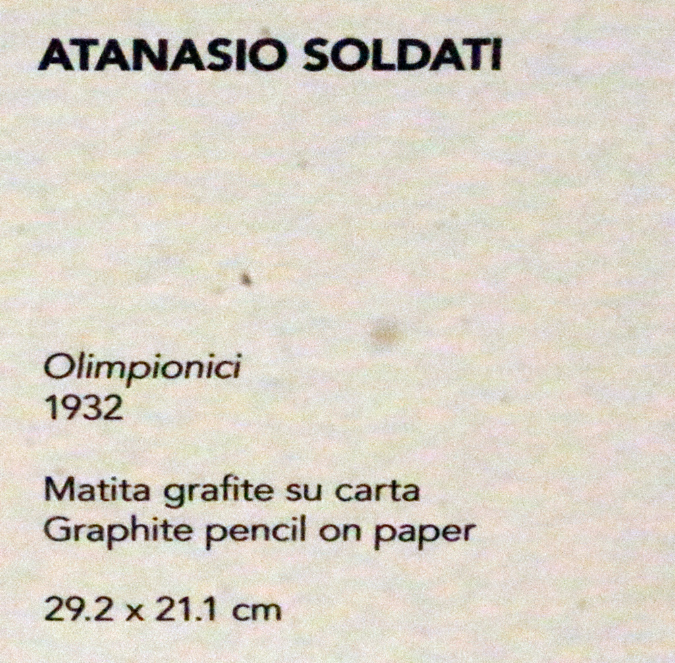 ATANASIO SOLDATI
Olimpionici
1932
Matita grafite su carta
Graphite pencil on paper
29.2 x 21.1 cm